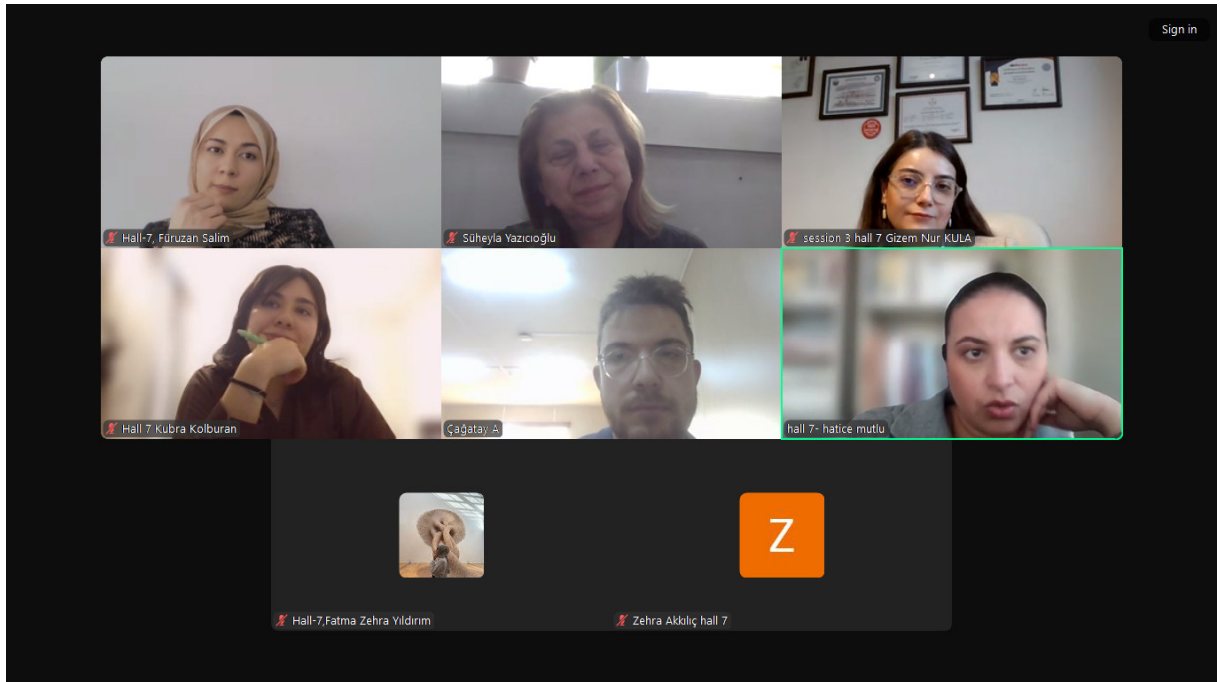 Sign in
Hall-7, Füruzan Salim
Süheyla Yazıcıoğlu
session 3 hall 7 Gizem Nur KULA
Hall 7 Kubra Kolburan
Çağatay A
hall 7- hatice mutlu
Z
Hall-7,Fatma Zehra Yıldırım
Zehra Akkılıç hall 7